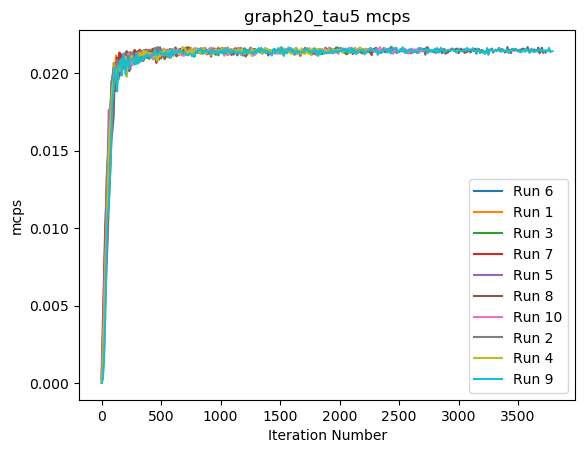 graph20_tau5 mcps
mcps
0.020
0.015
0.010
0.005
0.000
0 500 1000 1500 2000 2500 3000 3500
Iteration Number
Run 6
Run 1
Run 3
Run 7
Run 5
Run 8
Run 10
Run 2
Run 4
Run 9